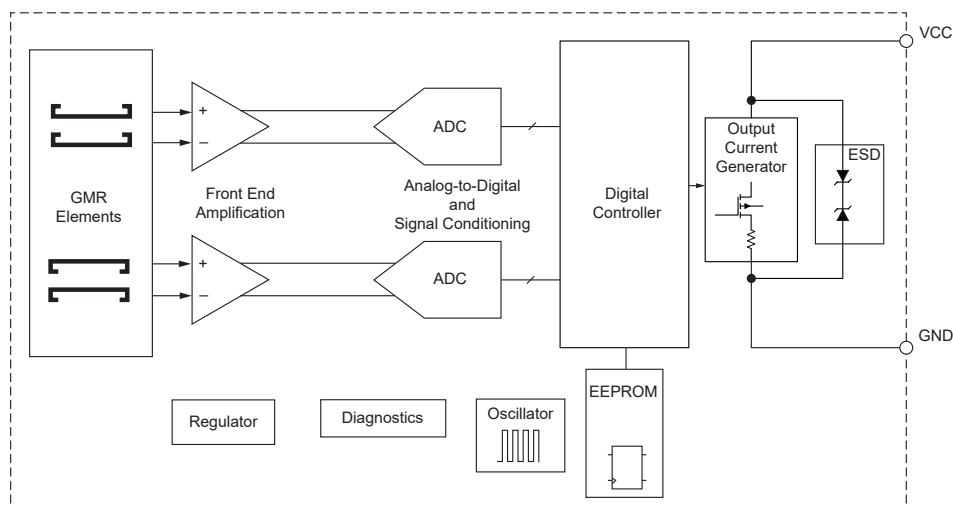 VCC
GMR
Elements
+
–
Front End
Amplification
+
–
ADC
Analog-to-Digital
and
Signal Conditioning
ADC
Digital
Controller
Output
Current
Generator
ESD
GND
EEPROM
Regulator
Diagnostics
Oscillator